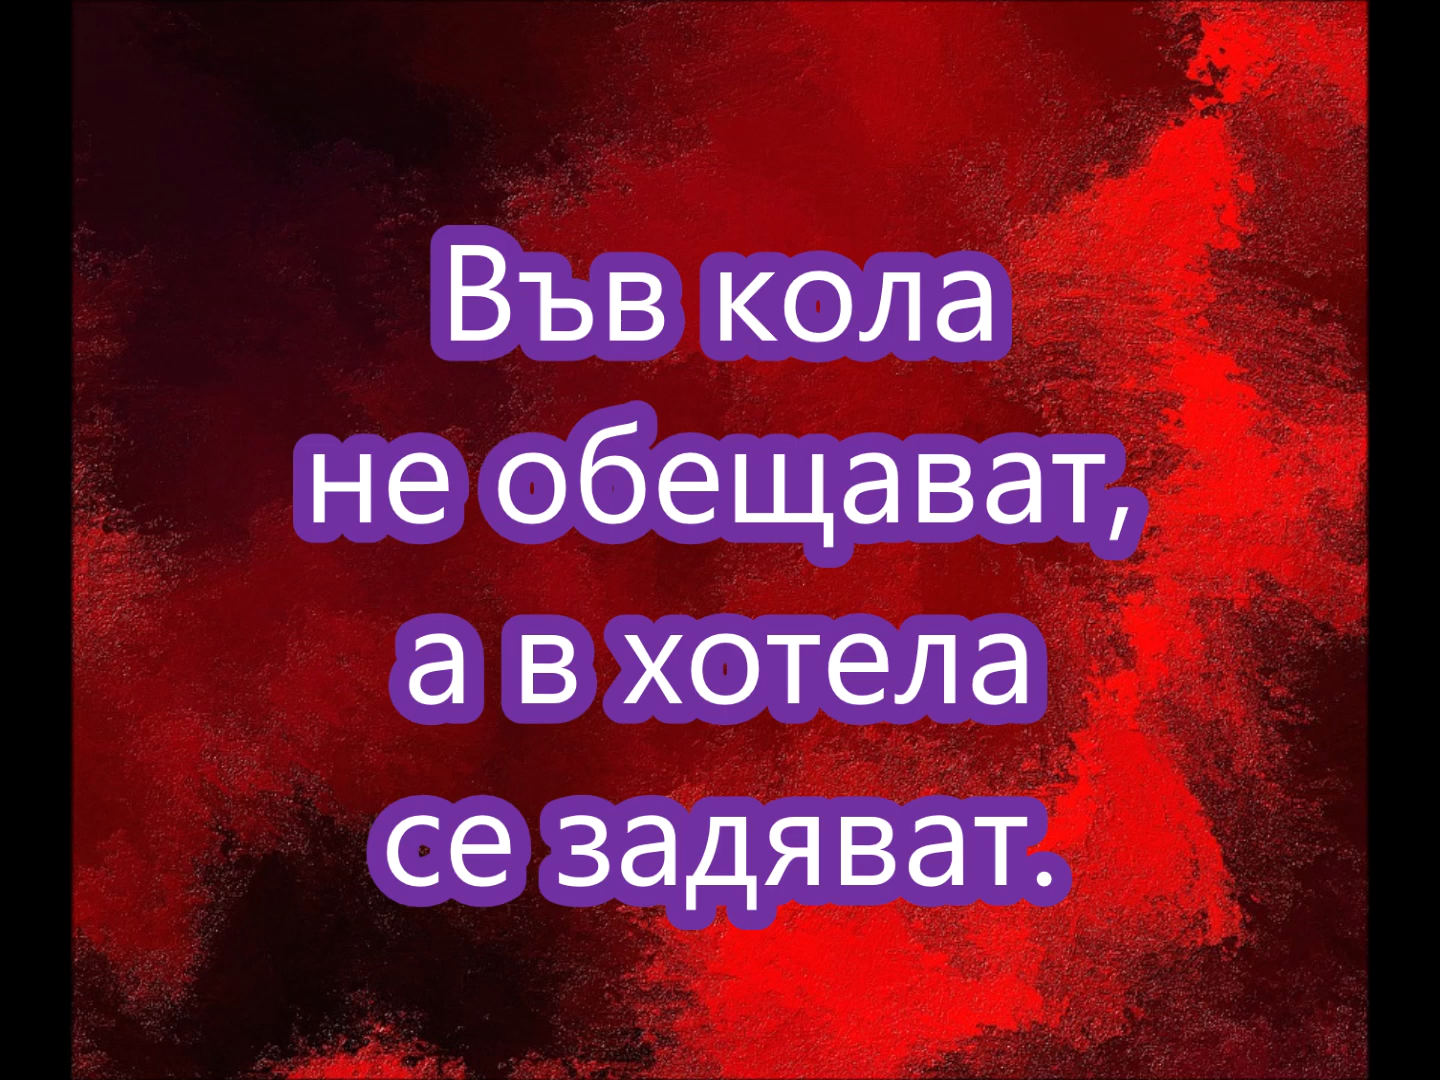 Във кола
не обещават,
а в хотела
се задяват.